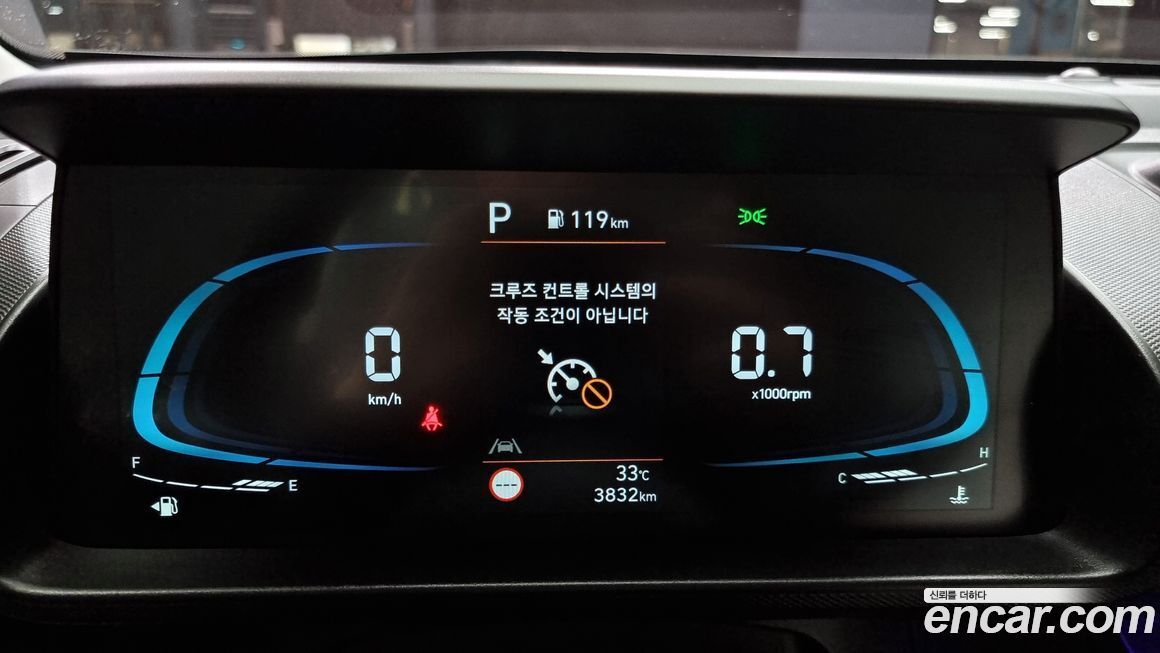 P 119km
크루즈 컨트롤 시스템의
작동 조건이 아닙니다
0
km/h
0.7
x1000rpm
F
E
---
33℃
3832km
C
H
신뢰를 더하다
encar.com